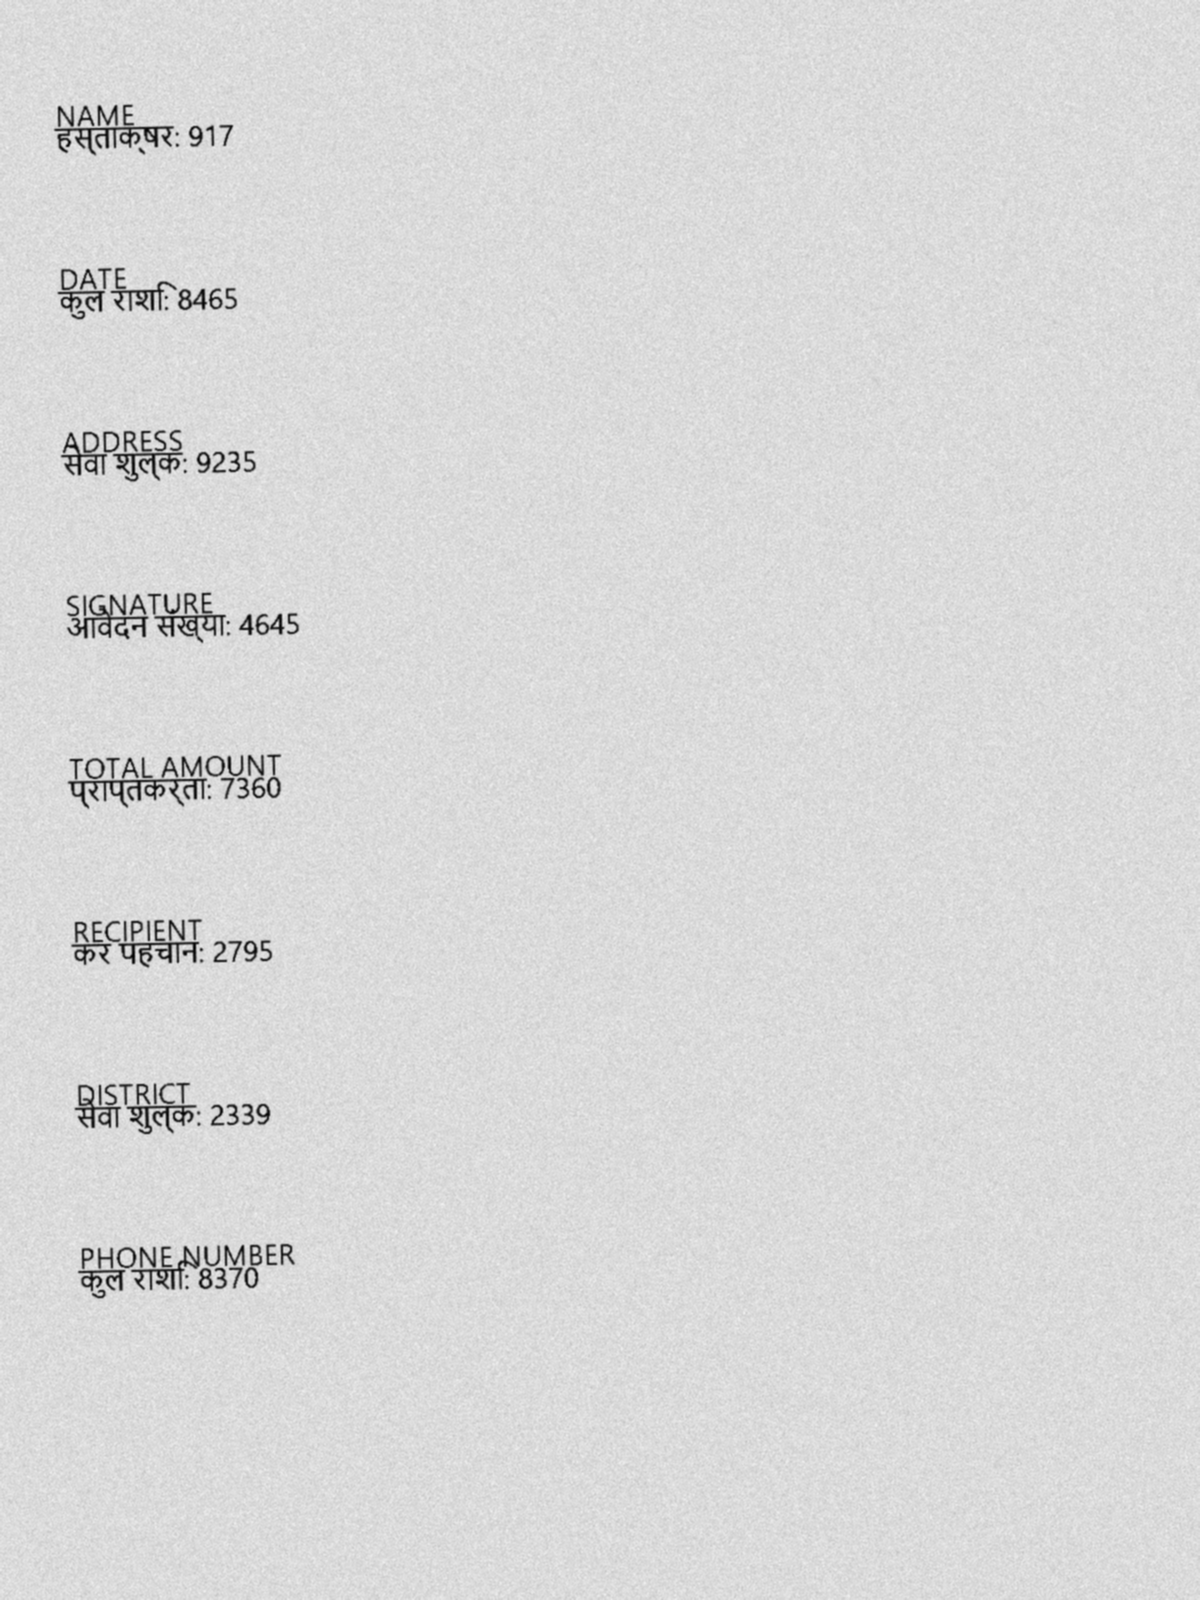 NAME
हस्ताक्षर: 917
DATE
कुल राशि: 8465
ADDRESS
सेवा शुल्क: 9235
SIGNATURE
आवेदन संख्या: 4645
TOTAL AMOUNT
प्राप्तकर्ता: 7360
RECIPIENT
कर पहचान: 2795
DISTRICT
सेवा शुल्क: 2339
PHONE NUMBER
कुल राशि: 8370